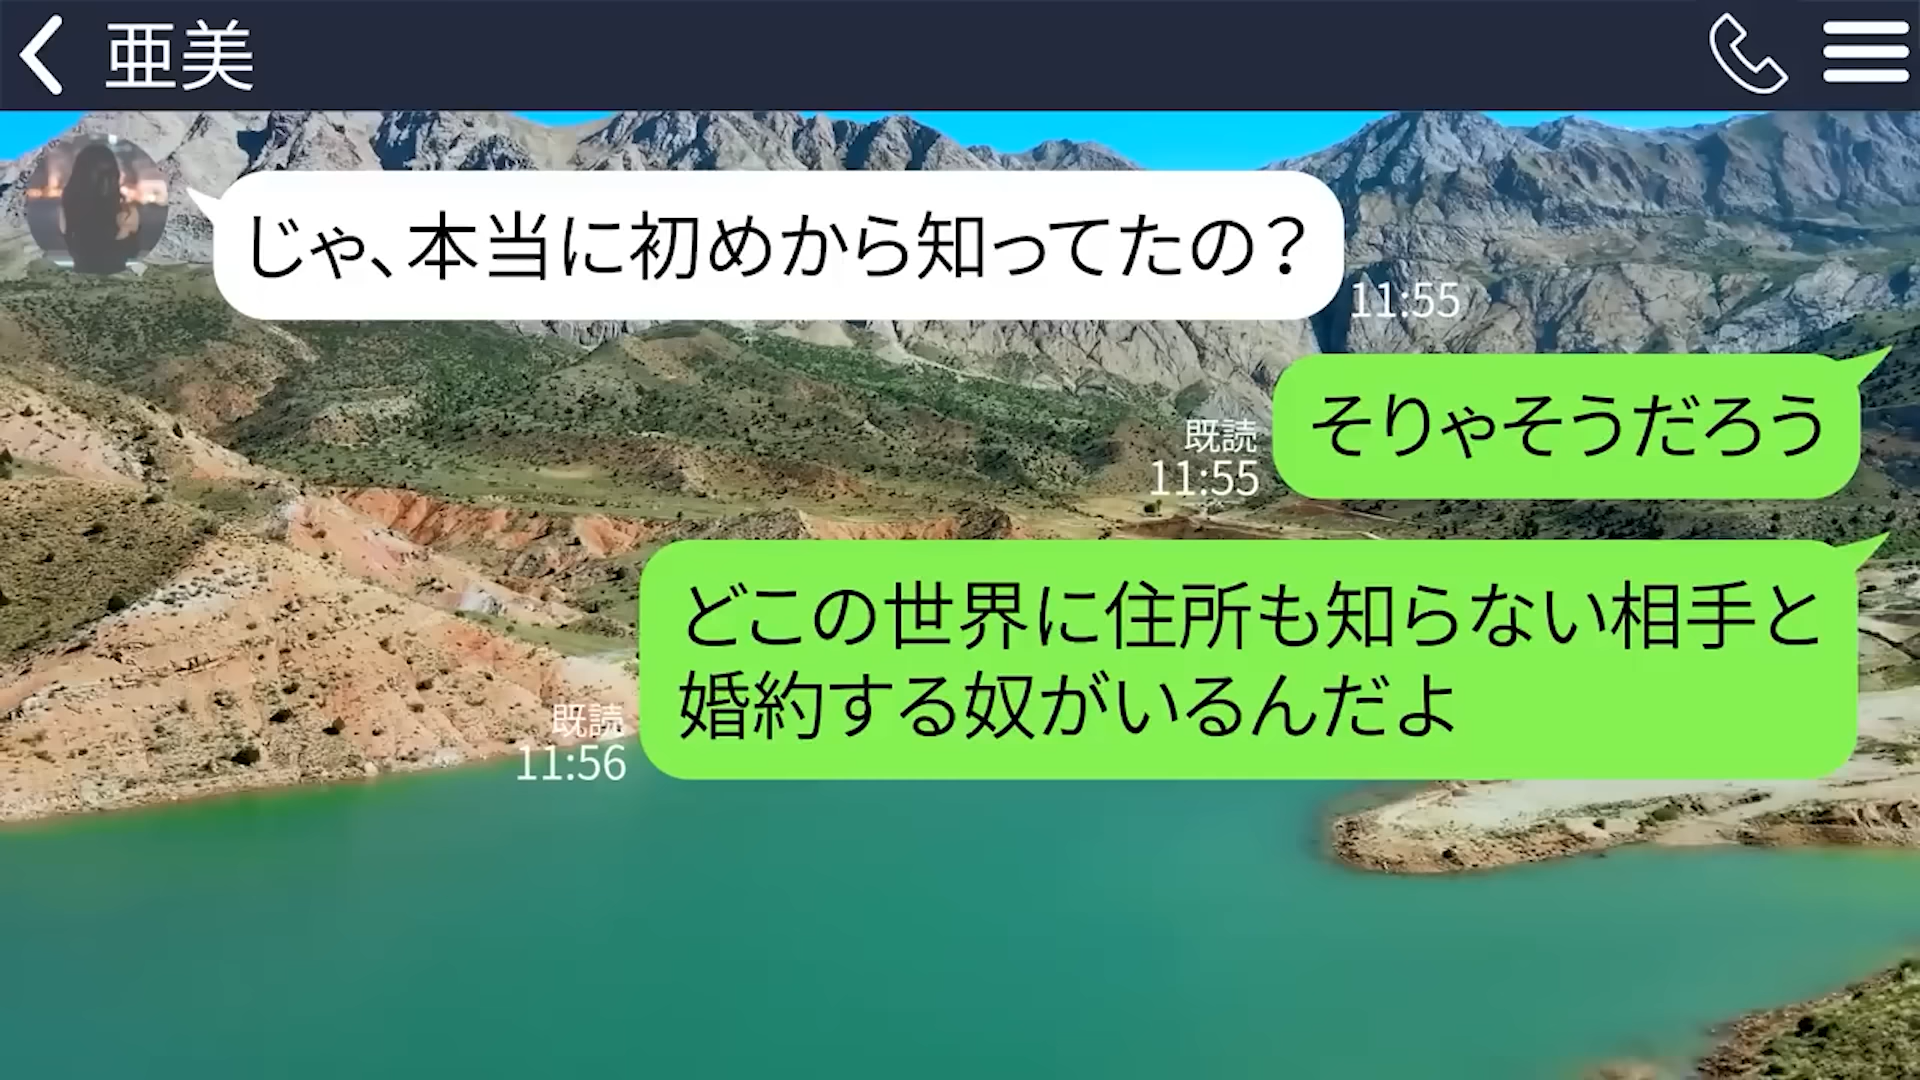 亜美
じゃ、本当に初めから知ってたの？
11:55
そりゃそうだろう
既読
11:55
どこの世界に住所も知らない相手と
婚約する奴がいるんだよ
既読
11:56